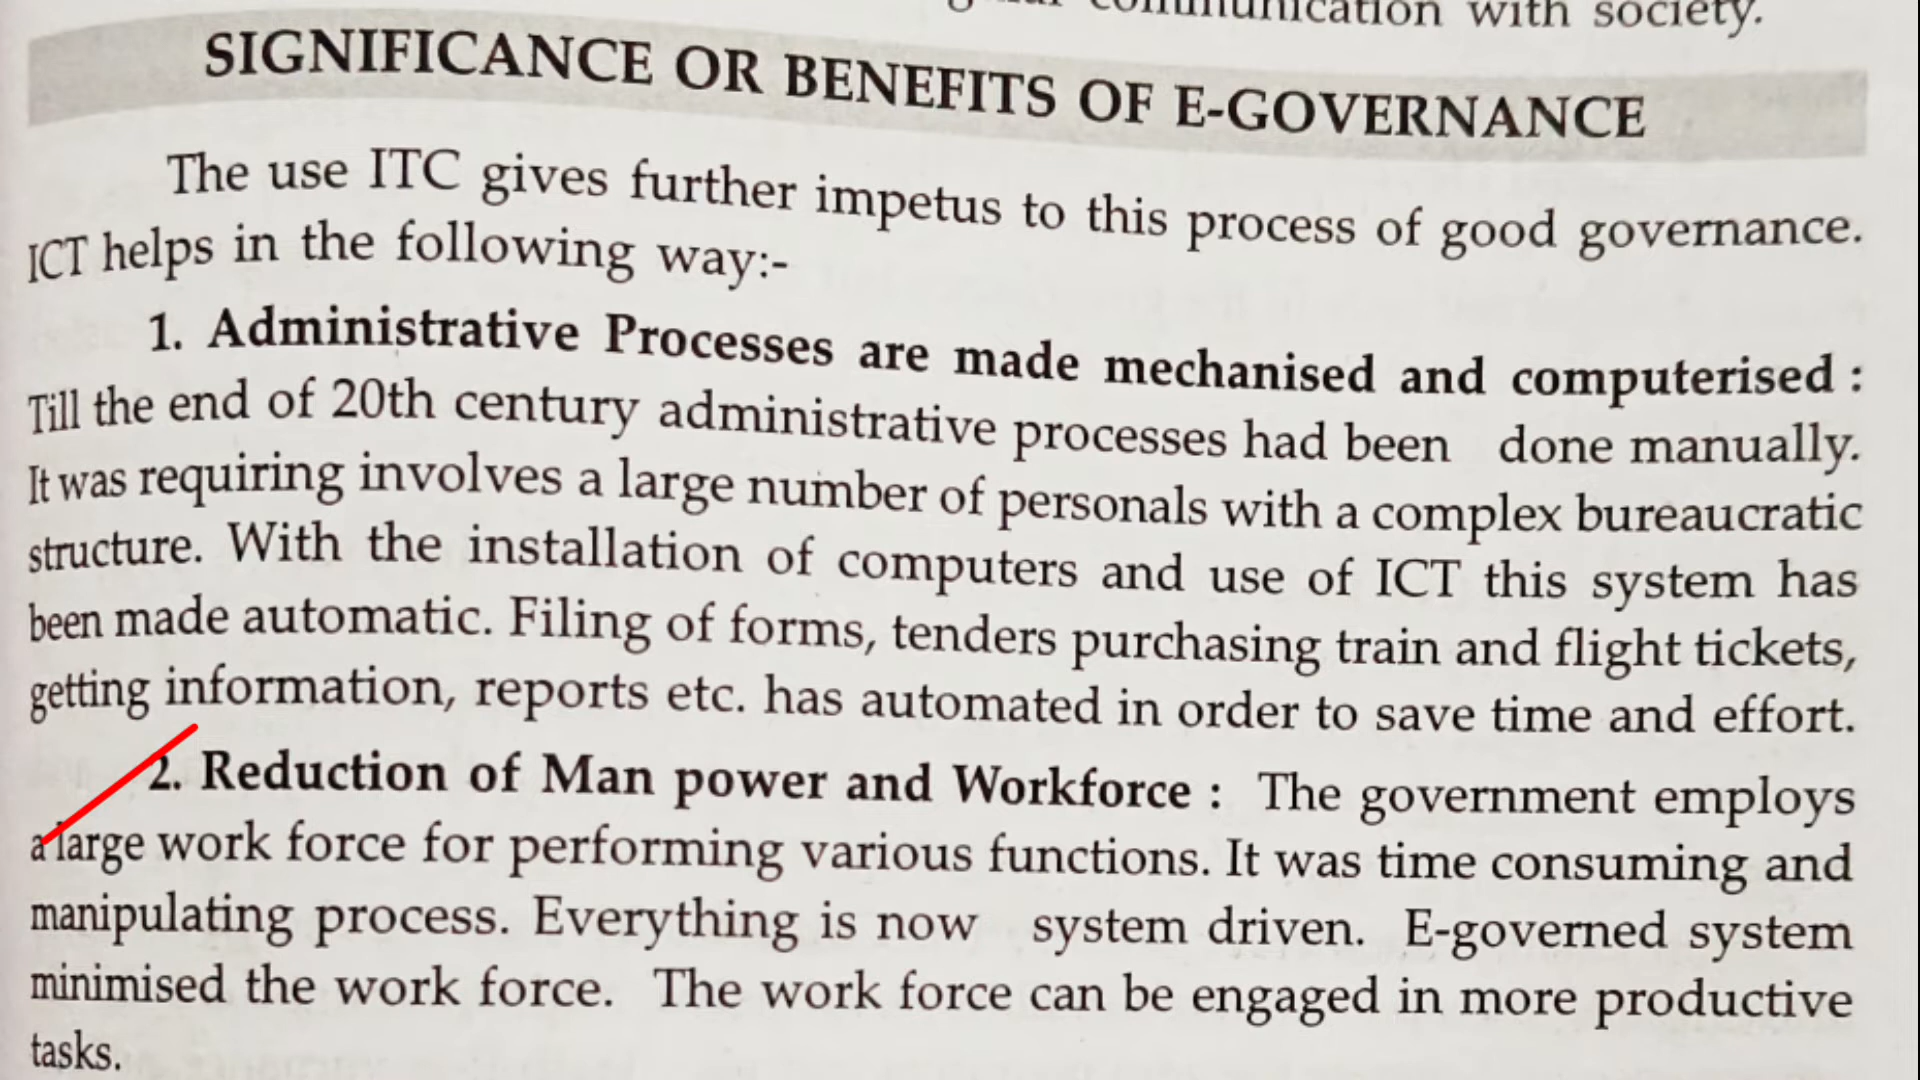 communication with society.
SIGNIFICANCE OR BENEFITS OF E-GOVERNANCE
The use ITC gives further impetus to this process of good governance.
ICT helps in the following way:-
1. Administrative Processes are made mechanised and computerised :
Till the end of 20th century administrative processes had been done manually.
It was requiring involves a large number of personals with a complex bureaucratic
structure. With the installation of computers and use of ICT this system has
been made automatic. Filing of forms, tenders purchasing train and flight tickets,
getting information, reports etc. has automated in order to save time and effort.
2. Reduction of Man power and Workforce : The government employs
a large work force for performing various functions. It was time consuming and
manipulating process. Everything is now system driven. E-governed system
minimised the work force. The work force can be engaged in more productive
tasks.